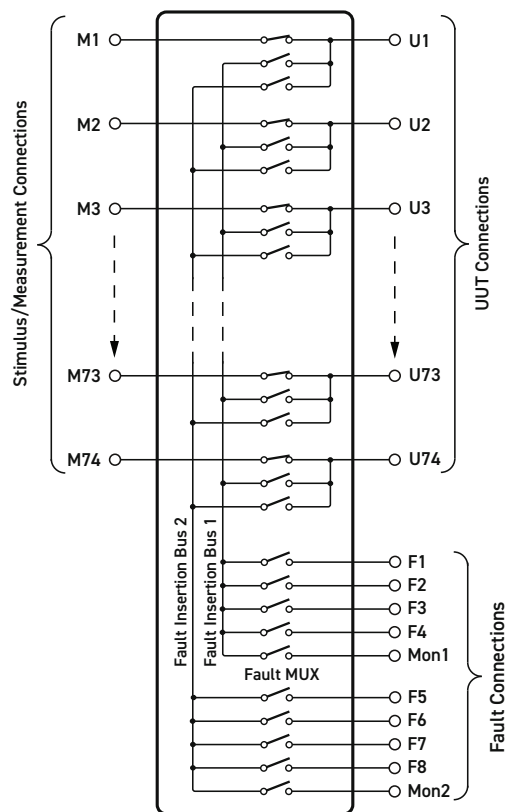 M1
U1
M2
U2
M3
U3
Stimulus/Measurement Connections
UUT Connections
M73
U73
M74
U74
Fault Insertion Bus 2
Fault Insertion Bus 1
F1
F2
F3
F4
Mon1
Fault MUX
F5
F6
F7
F8
Mon2
Fault Connections